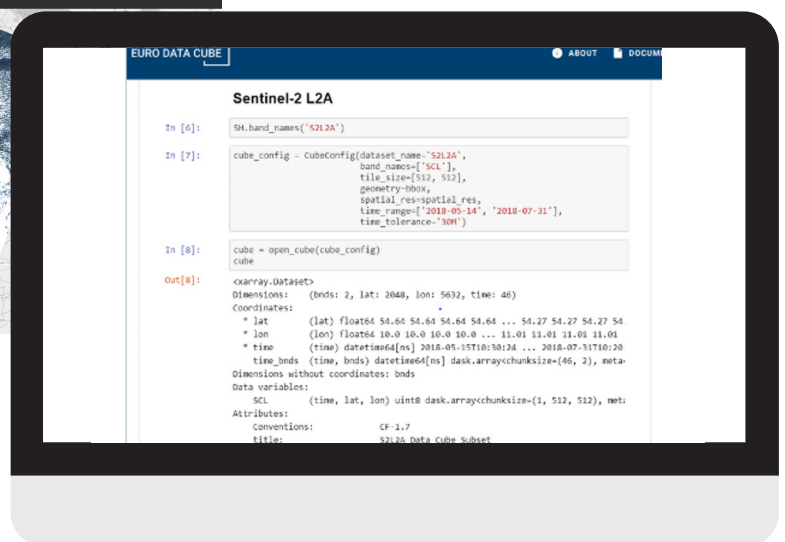 EURO DATA CUBE
ABOUT
Sentinel-2 L2A
In [6]:
SH.band_names('S2L2A')
In [7]:
cube_config = CubeConfig(dataset_name='S2L2A',
band_names=['SCL'],
tile_size=[512, 512],
geometry=bbox,
spatial_res=spatial_res,
time_range=['2018-05-14', '2018-07-31'],
time_tolerance='30M')
In [8]:
cube = open_cube(cube_config)
cube
Out[8]:
<xarray.Dataset>
Dimensions: (bnds: 2, lat: 2048, lon: 5632, time: 46)
Coordinates:
* lat (lat) float64 54.64 54.64 54.64 54.64 ... 54.27 54.27 54.27 54.
* lon (lon) float64 10.0 10.0 10.0 10.0 ... 11.01 11.01 11.01 11.01
* time (time) datetime64[ns] 2018-05-15T10:30:24 ... 2018-07-31T10:20:
time_bnds (time, bnds) datetime64[ns] dask.array<chunksize=(46, 2), meta=
Dimensions without coordinates: bnds
Data variables:
SCL (time, lat, lon) uint8 dask.array<chunksize=(1, 512, 512), meta
Attributes:
Conventions: CF-1.7
title: S2L2A Data Cube Subset